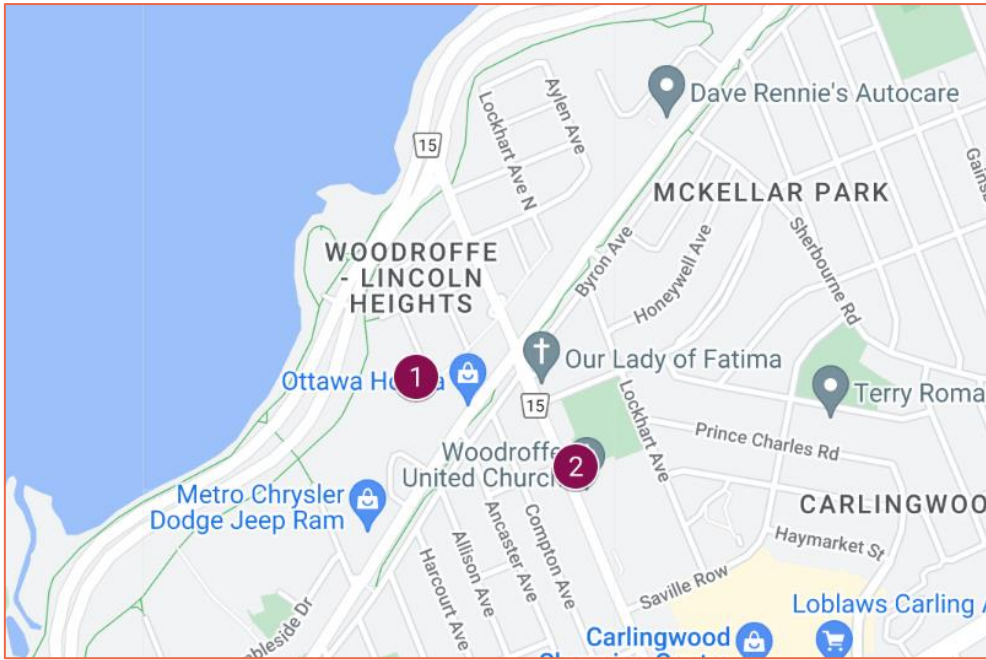 Dave Rennie's Autocare
Aylen Ave
Lockhart Ave N
15
MCKELLAR PARK
Sherbourne Rd
Byron Ave
Honeywell Ave
WOODROFFE
- LINCOLN
HEIGHTS
Our Lady of Fatima
1
Ottawa
15
Lockhart Ave
Terry Roma
Prince Charles Rd
Woodroffe
United Church
2
Metro Chrysler
Dodge Jeep Ram
CARLINGWOO
Haymarket St
Compton Ave
Ancaster Ave
Allison Ave
Harcourt Ave
Saville Row
bleside Dr
Loblaws Carling
Carlingwood